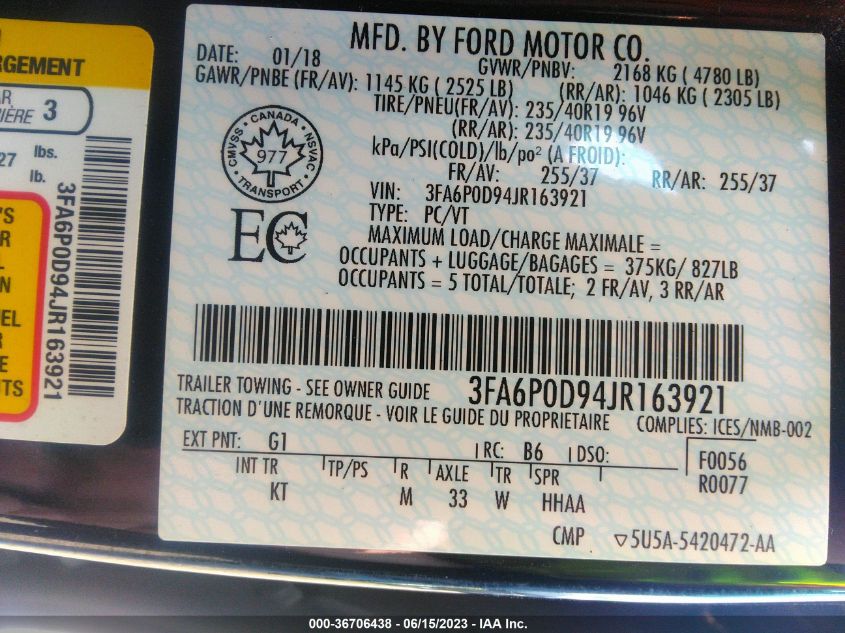 RGEMENT
AR
IÈRE 3
27 lbs.
lb.
'S
R
L
N
EL
R
E
TS
3FA6P0D94JR163921
MFD. BY FORD MOTOR CO.
DATE: 01/18 GVWR/PNBV: 2168 KG ( 4780 LB)
GAWR/PNBE (FR/AV): 1145 KG ( 2525 LB) (RR/AR): 1046 KG ( 2305 LB)
TIRE/PNEU(FR/AV): 235/40R19 96V
(RR/AR): 235/40R19 96V
kPa/PSI(COLD)/lb/po² (A FROID):
FR/AV: 255/37 RR/AR: 255/37
CMVSS • CANADA • NSVAC
977
• TRANSPORT •
VIN: 3FA6P0D94JR163921
TYPE: PC/VT
EC
MAXIMUM LOAD/CHARGE MAXIMALE =
OCCUPANTS + LUGGAGE/BAGAGES = 375KG/ 827LB
OCCUPANTS = 5 TOTAL/TOTALE; 2 FR/AV, 3 RR/AR
TRAILER TOWING - SEE OWNER GUIDE 3FA6P0D94JR163921
TRACTION D'UNE REMORQUE - VOIR LE GUIDE DU PROPRIETAIRE COMPLIES: ICES/NMB-002
EXT PNT: G1 RC: B6 DSO: F0056
INT TR TP/PS R AXLE TR SPR R0077
KT M 33 W HHAA
CMP ▽5U5A-5420472-AA
000-36706438 - 06/15/2023 - IAA Inc.